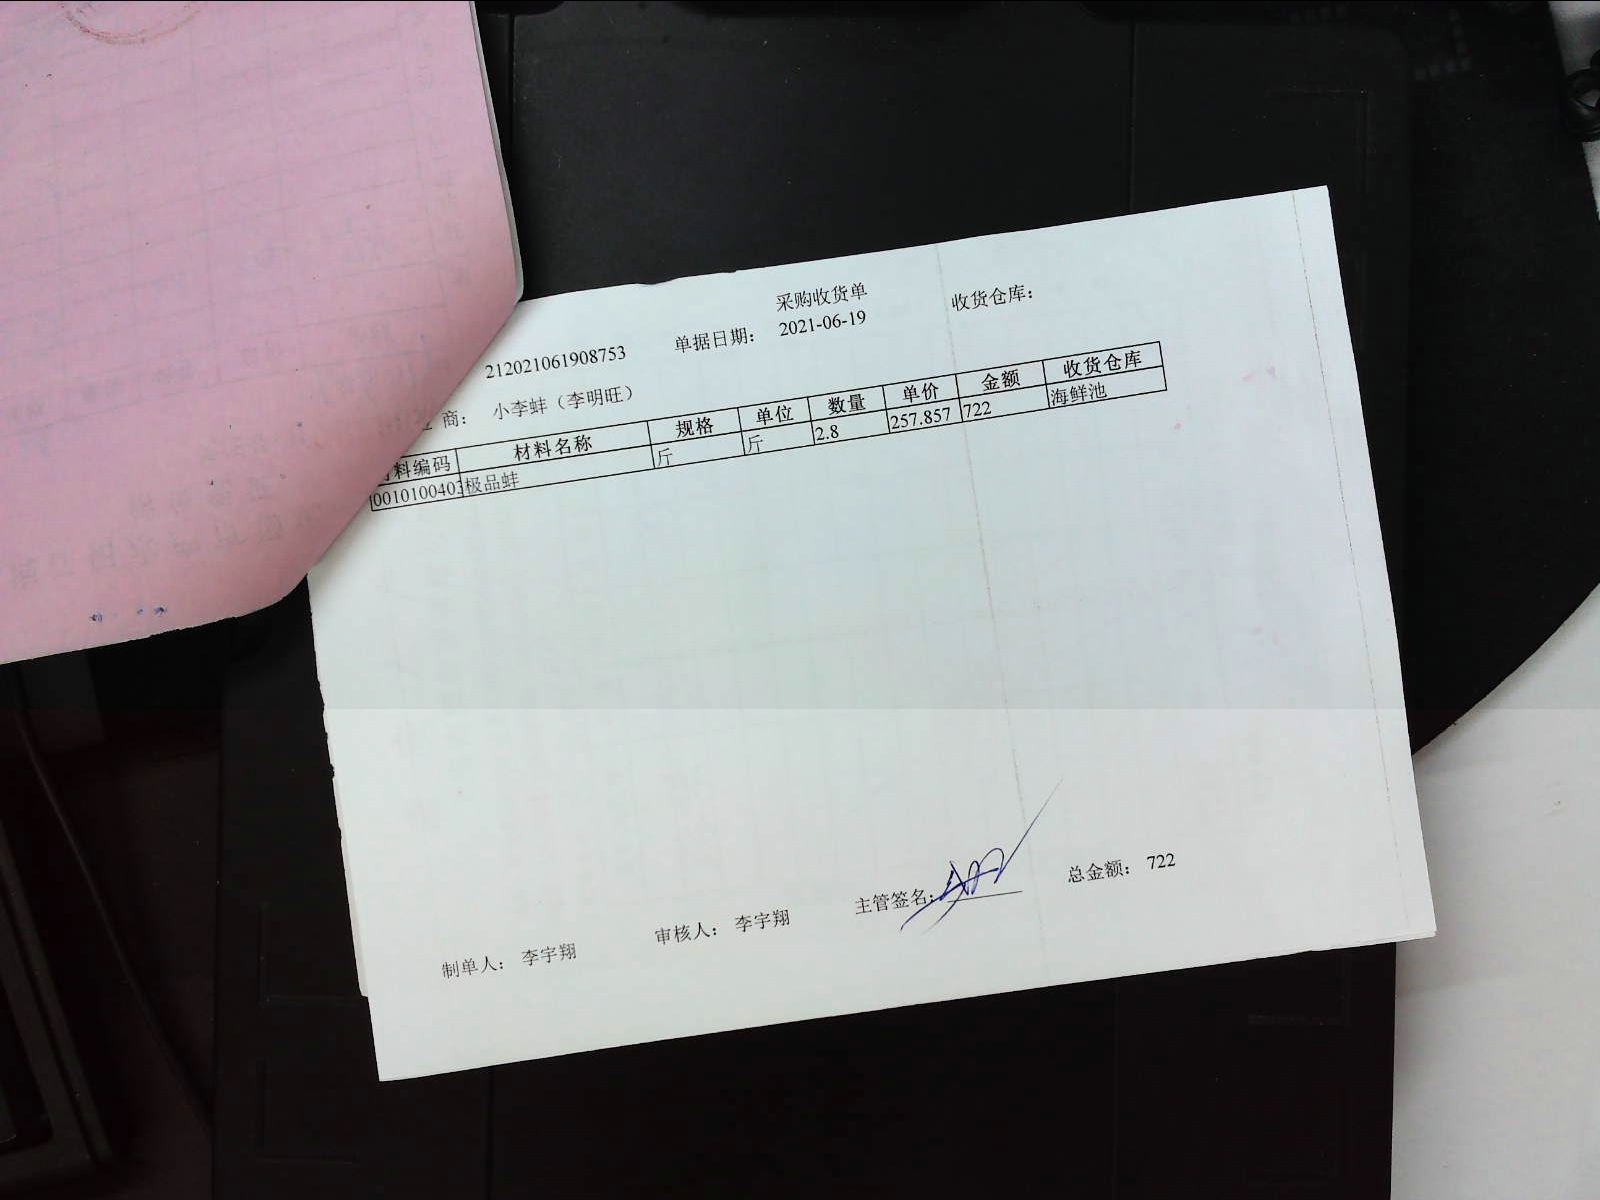 采购收货单
212021061908753 单据日期： 2021-06-19 收货仓库：
商： 小李蚌（李明旺）
料编码 材料名称 规格 单位 数量 单价 金额 收货仓库
0010100403 极品蚌 斤 斤 2.8 257.857 722 海鲜池
制单人： 李宇翔 审核人： 李宇翔 主管签名： 总金额： 722